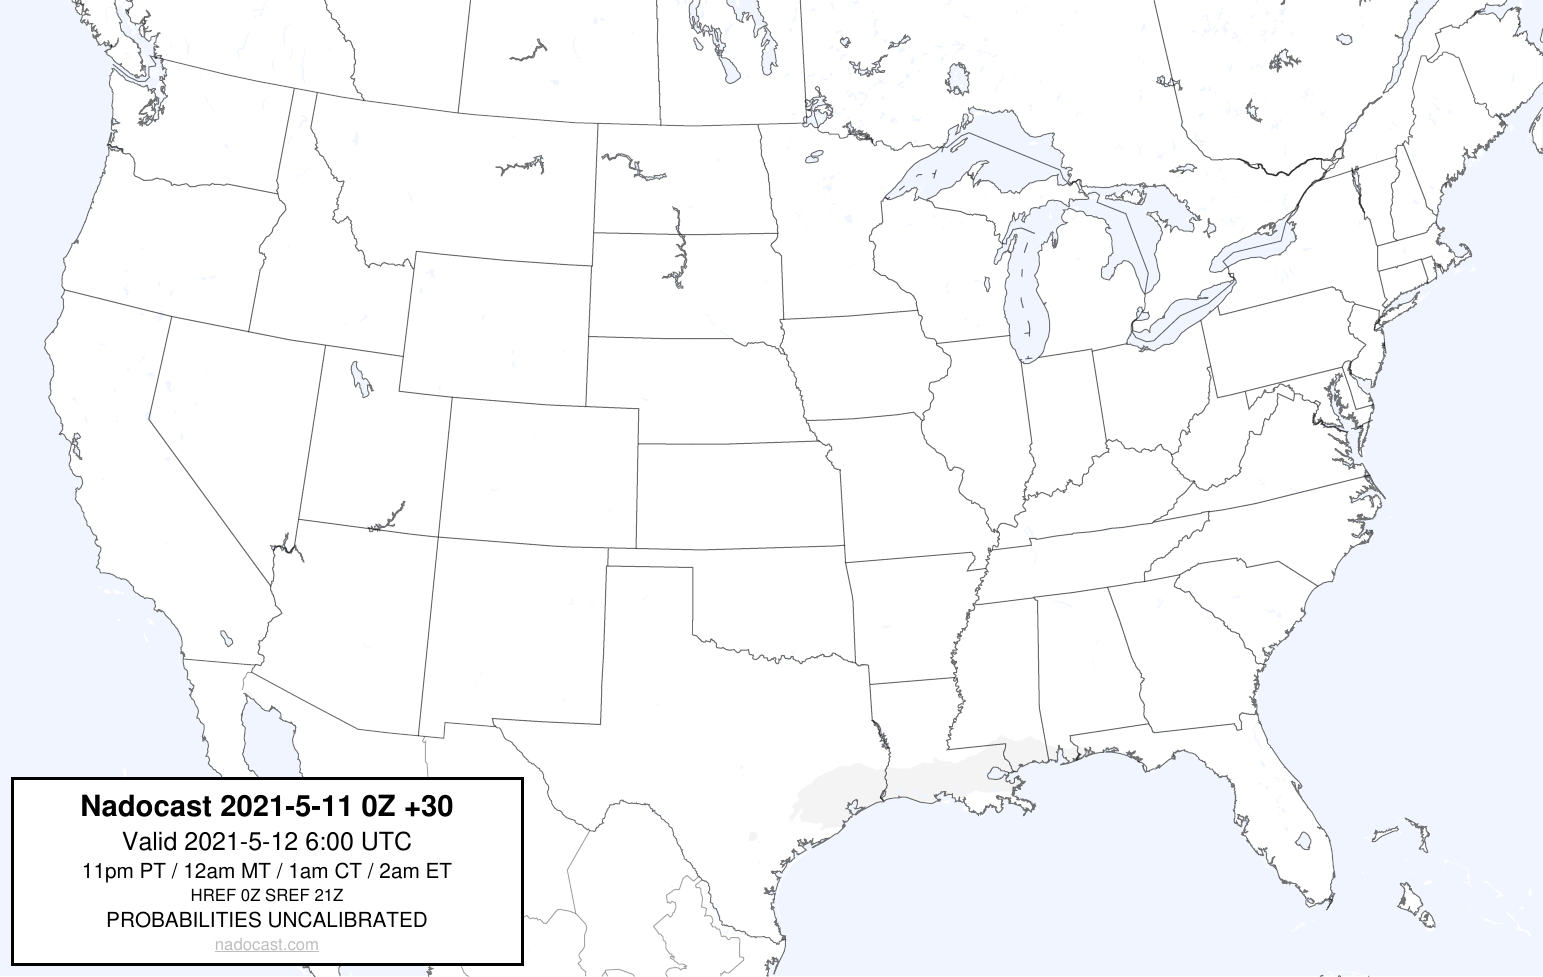 Nadocast 2021-5-11 0Z +30
Valid 2021-5-12 6:00 UTC
11pm PT / 12am MT / 1am CT / 2am ET
HREF 0Z SREF 21Z
PROBABILITIES UNCALIBRATED
nadocast.com